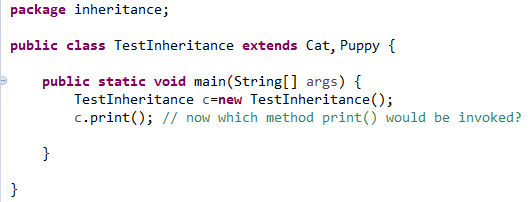 package inheritance;
public class TestInheritance extends Cat,Puppy {
public static void main(String[] args) {
TestInheritance c=new TestInheritance();
c.print(); // now which method print() would be invoked?
}
}